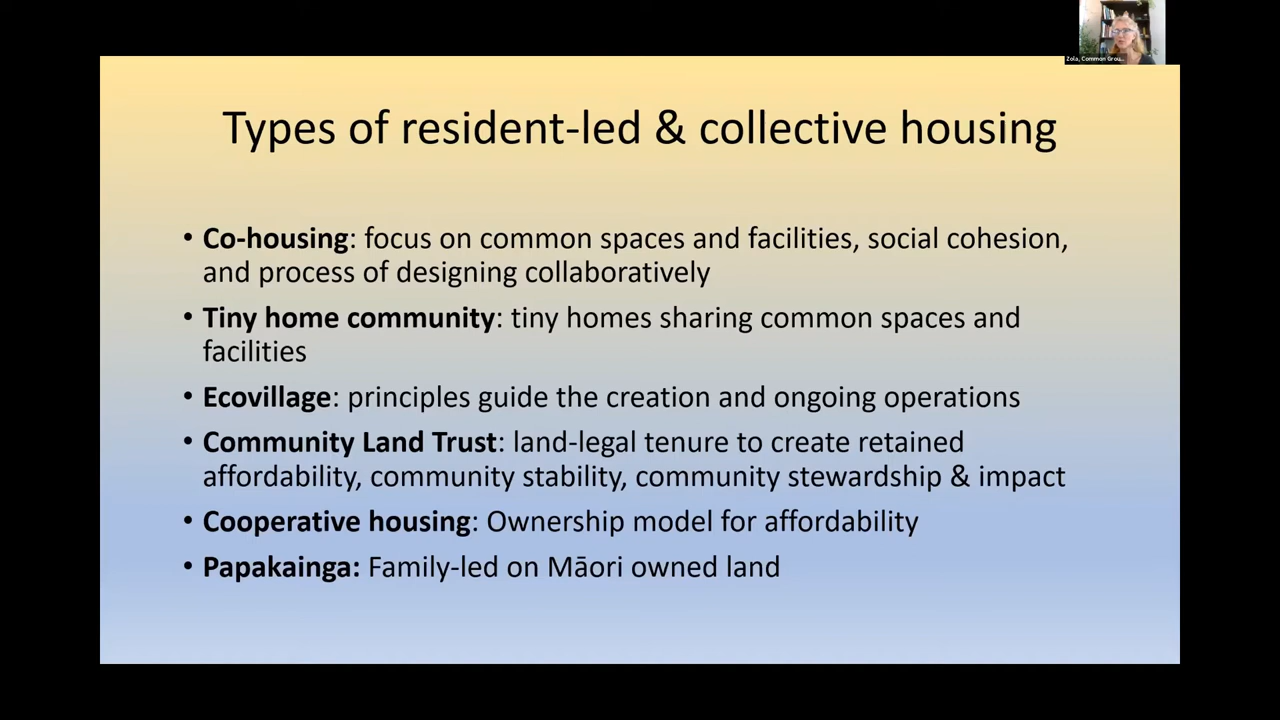 Zola, Common Grou...
Types of resident-led & collective housing
• Co-housing: focus on common spaces and facilities, social cohesion,
and process of designing collaboratively
• Tiny home community: tiny homes sharing common spaces and
facilities
• Ecovillage: principles guide the creation and ongoing operations
• Community Land Trust: land-legal tenure to create retained
affordability, community stability, community stewardship & impact
• Cooperative housing: Ownership model for affordability
• Papakainga: Family-led on Māori owned land